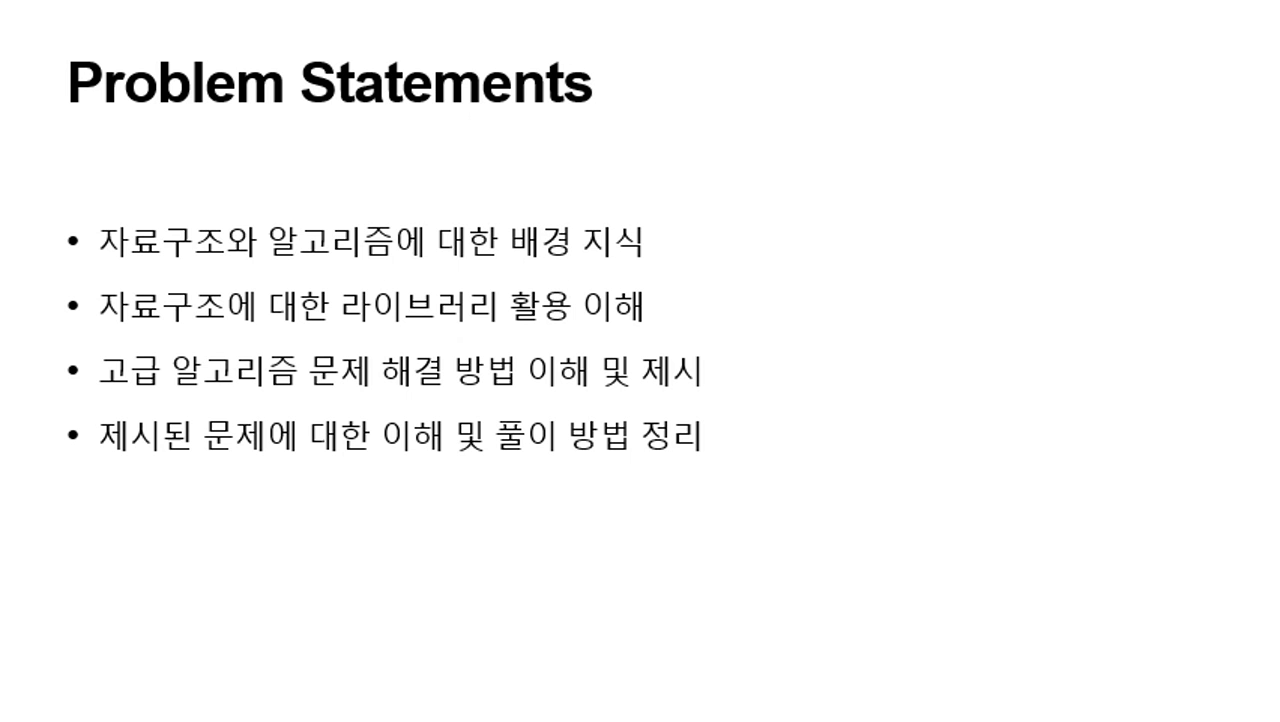 Problem Statements
• 자료구조와 알고리즘에 대한 배경 지식
• 자료구조에 대한 라이브러리 활용 이해
• 고급 알고리즘 문제 해결 방법 이해 및 제시
• 제시된 문제에 대한 이해 및 풀이 방법 정리